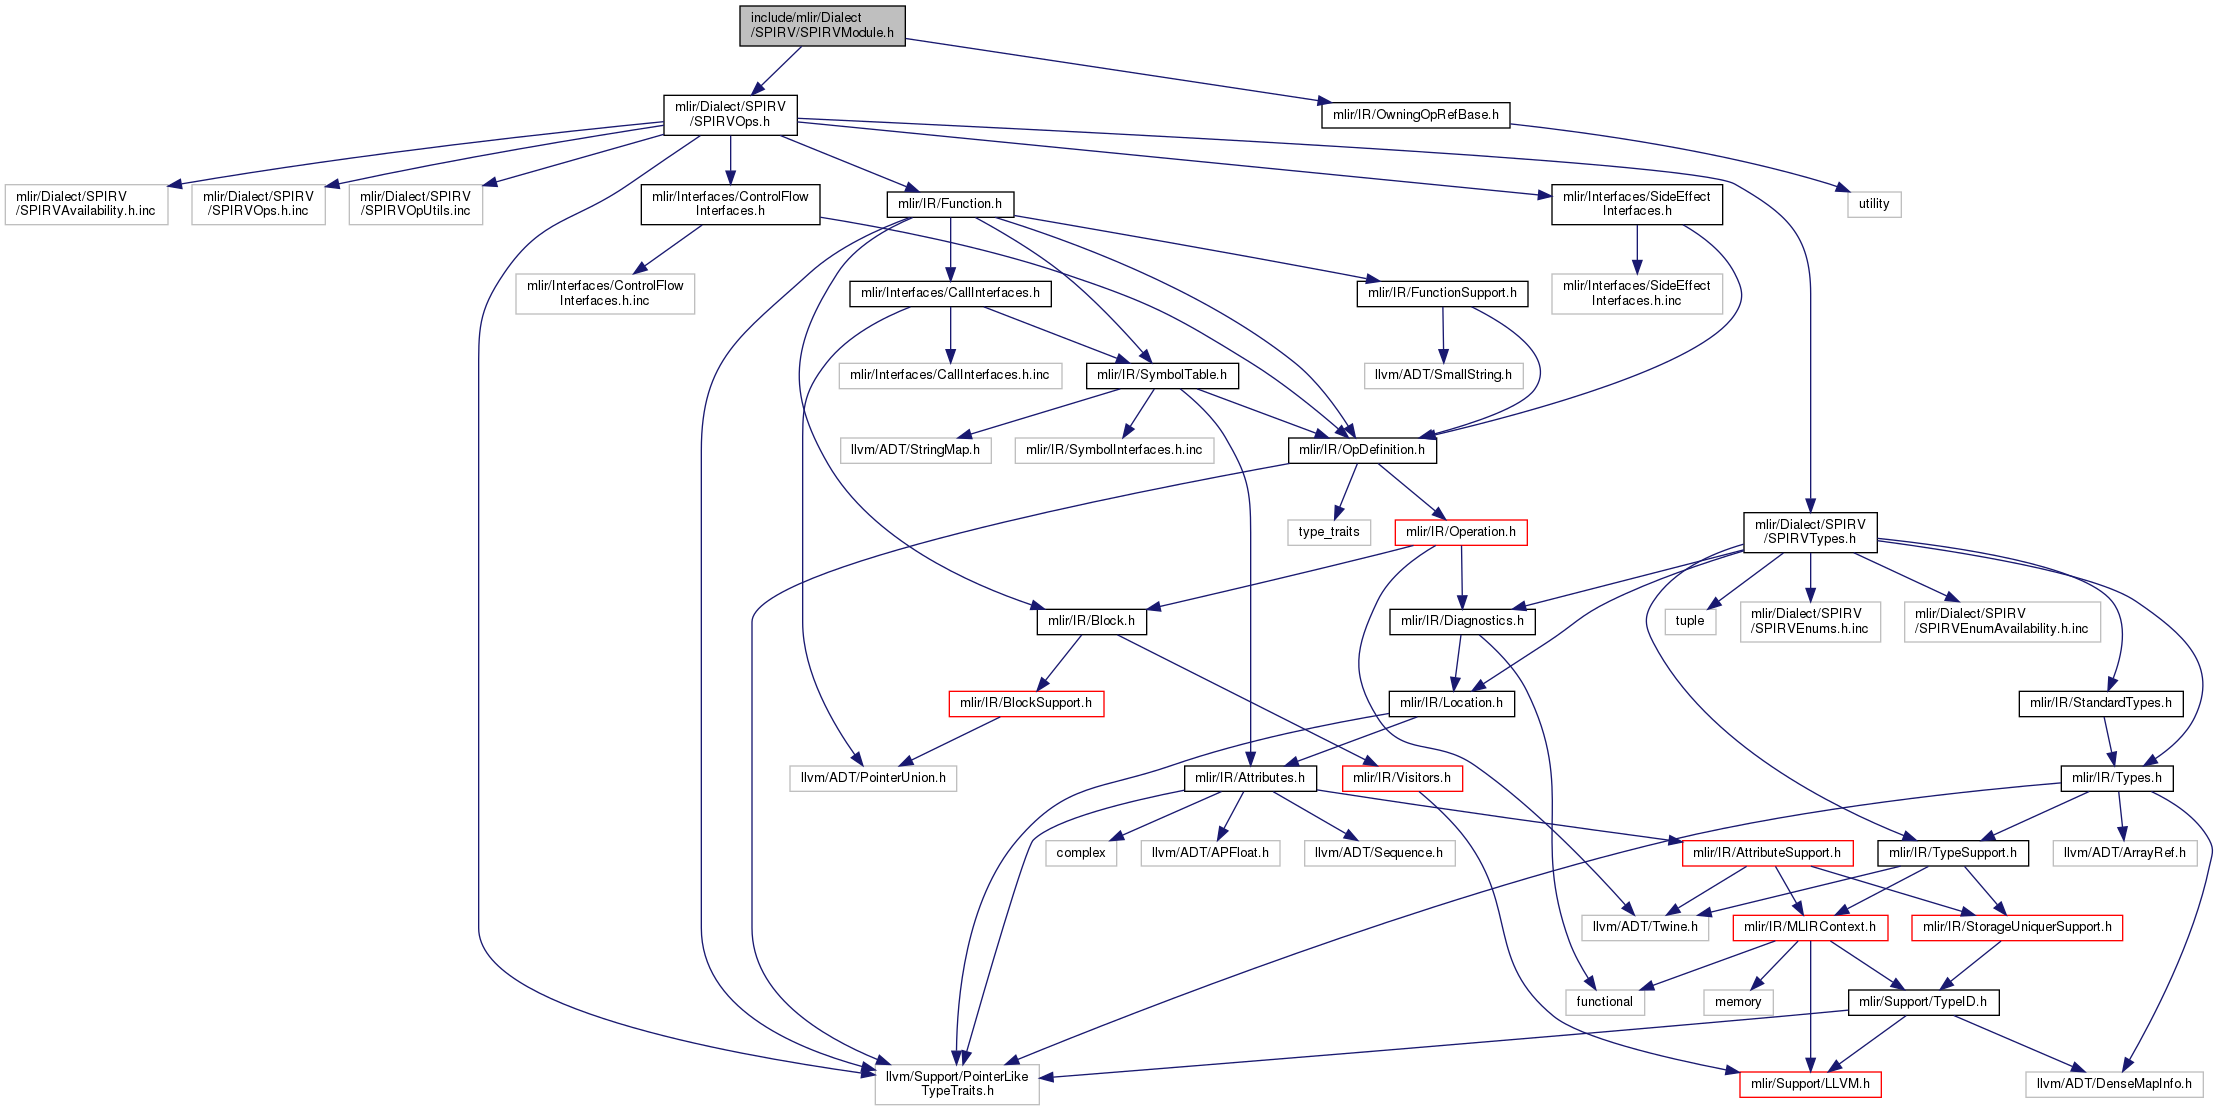 include/mlir/Dialect
/SPIRV/SPIRVModule.h
mlir/Dialect/SPIRV
/SPIRVOps.h
mlir/IR/OwningOpRefBase.h
mlir/Dialect/SPIRV
/SPIRVAvailability.h.inc
mlir/Dialect/SPIRV
/SPIRVOps.h.inc
mlir/Dialect/SPIRV
/SPIRVOpUtils.inc
mlir/Interfaces/ControlFlow
Interfaces.h
mlir/IR/Function.h
mlir/Interfaces/SideEffect
Interfaces.h
utility
mlir/Interfaces/ControlFlow
Interfaces.h.inc
mlir/Interfaces/CallInterfaces.h
mlir/IR/FunctionSupport.h
mlir/Interfaces/SideEffect
Interfaces.h.inc
mlir/Interfaces/CallInterfaces.h.inc
mlir/IR/SymbolTable.h
llvm/ADT/SmallString.h
llvm/ADT/StringMap.h
mlir/IR/SymbolInterfaces.h.inc
mlir/IR/OpDefinition.h
type_traits
mlir/IR/Operation.h
mlir/Dialect/SPIRV
/SPIRVTypes.h
mlir/IR/Block.h
mlir/IR/Diagnostics.h
tuple
mlir/Dialect/SPIRV
/SPIRVEnums.h.inc
mlir/Dialect/SPIRV
/SPIRVEnumAvailability.h.inc
mlir/IR/BlockSupport.h
mlir/IR/Location.h
mlir/IR/StandardTypes.h
llvm/ADT/PointerUnion.h
mlir/IR/Attributes.h
mlir/IR/Visitors.h
mlir/IR/Types.h
complex
llvm/ADT/APFloat.h
llvm/ADT/Sequence.h
mlir/IR/AttributeSupport.h
mlir/IR/TypeSupport.h
llvm/ADT/ArrayRef.h
llvm/ADT/Twine.h
mlir/IR/MLIRContext.h
mlir/IR/StorageUniquerSupport.h
functional
memory
mlir/Support/TypeID.h
llvm/Support/PointerLike
TypeTraits.h
mlir/Support/LLVM.h
llvm/ADT/DenseMapInfo.h